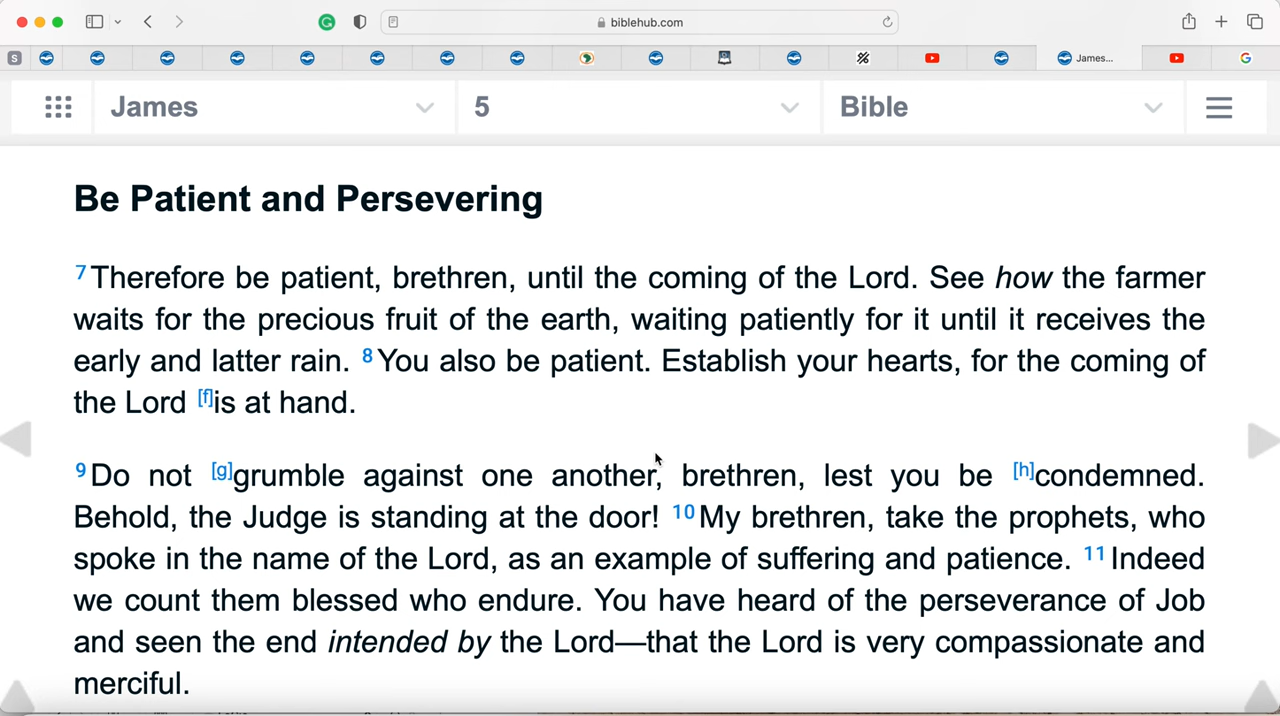 biblehub.com
S
James...
G
James
5
Bible
Be Patient and Persevering
7Therefore be patient, brethren, until the coming of the Lord. See how the farmer
waits for the precious fruit of the earth, waiting patiently for it until it receives the
early and latter rain. 8You also be patient. Establish your hearts, for the coming of
the Lord [f]is at hand.
9Do not [g]grumble against one another, brethren, lest you be [h]condemned.
Behold, the Judge is standing at the door! 10My brethren, take the prophets, who
spoke in the name of the Lord, as an example of suffering and patience. 11Indeed
we count them blessed who endure. You have heard of the perseverance of Job
and seen the end intended by the Lord—that the Lord is very compassionate and
merciful.